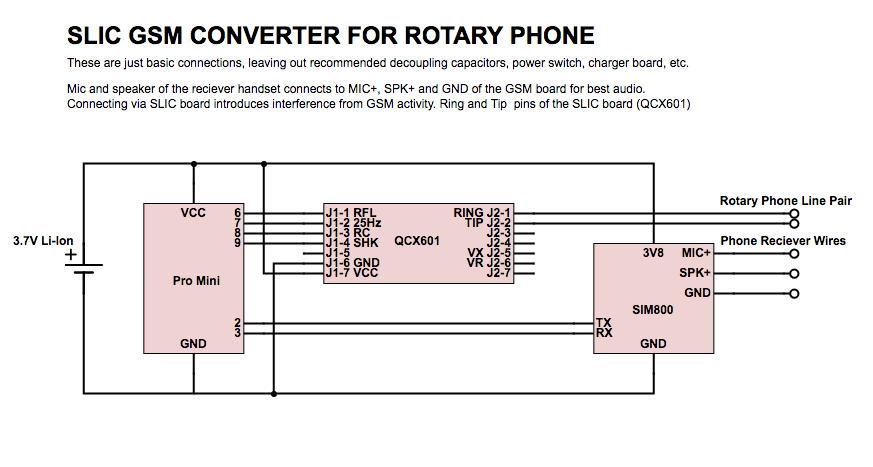 SLIC GSM CONVERTER FOR ROTARY PHONE
These are just basic connections, leaving out recommended decoupling capacitors, power switch, charger board, etc.
Mic and speaker of the reciever handset connects to MIC+, SPK+ and GND of the GSM board for best audio.
Connecting via SLIC board introduces interference from GSM activity. Ring and Tip pins of the SLIC board (QCX601)
3.7V Li-Ion
+
VCC
6
7
8
9
Pro Mini
2
3
GND
J1-1 RFL
J1-2 25Hz
J1-3 RC
J1-4 SHK
J1-5
J1-6 GND
J1-7 VCC
QCX601
RING J2-1
TIP J2-2
J2-3
J2-4
VX J2-5
VR J2-6
J2-7
Rotary Phone Line Pair
Phone Reciever Wires
3V8 MIC+
SPK+
GND
SIM800
TX
RX
GND